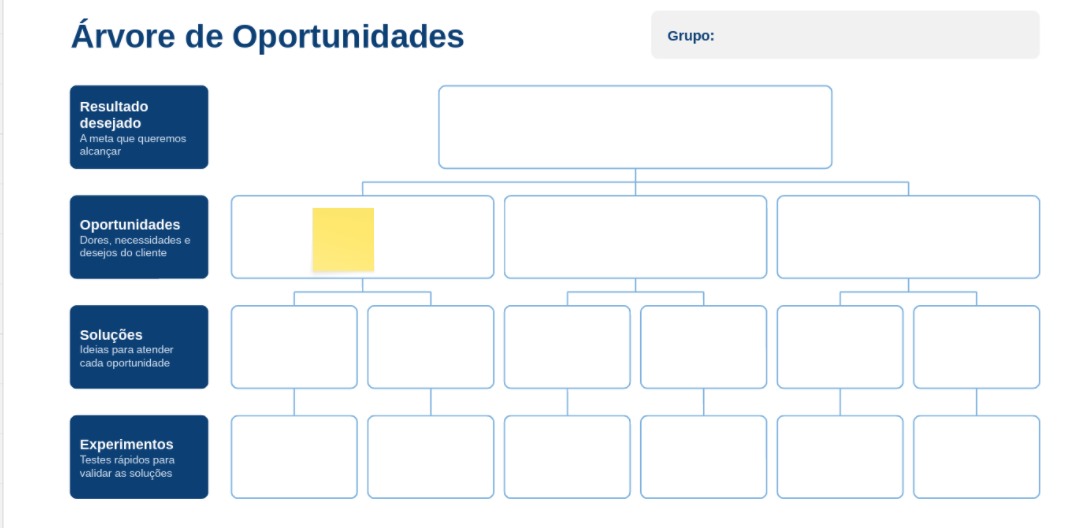 Árvore de Oportunidades
Grupo:
Resultado
desejado
A meta que queremos
alcançar
Oportunidades
Dores, necessidades e
desejos do cliente
Soluções
Ideias para atender
cada oportunidade
Experimentos
Testes rápidos para
validar as soluções